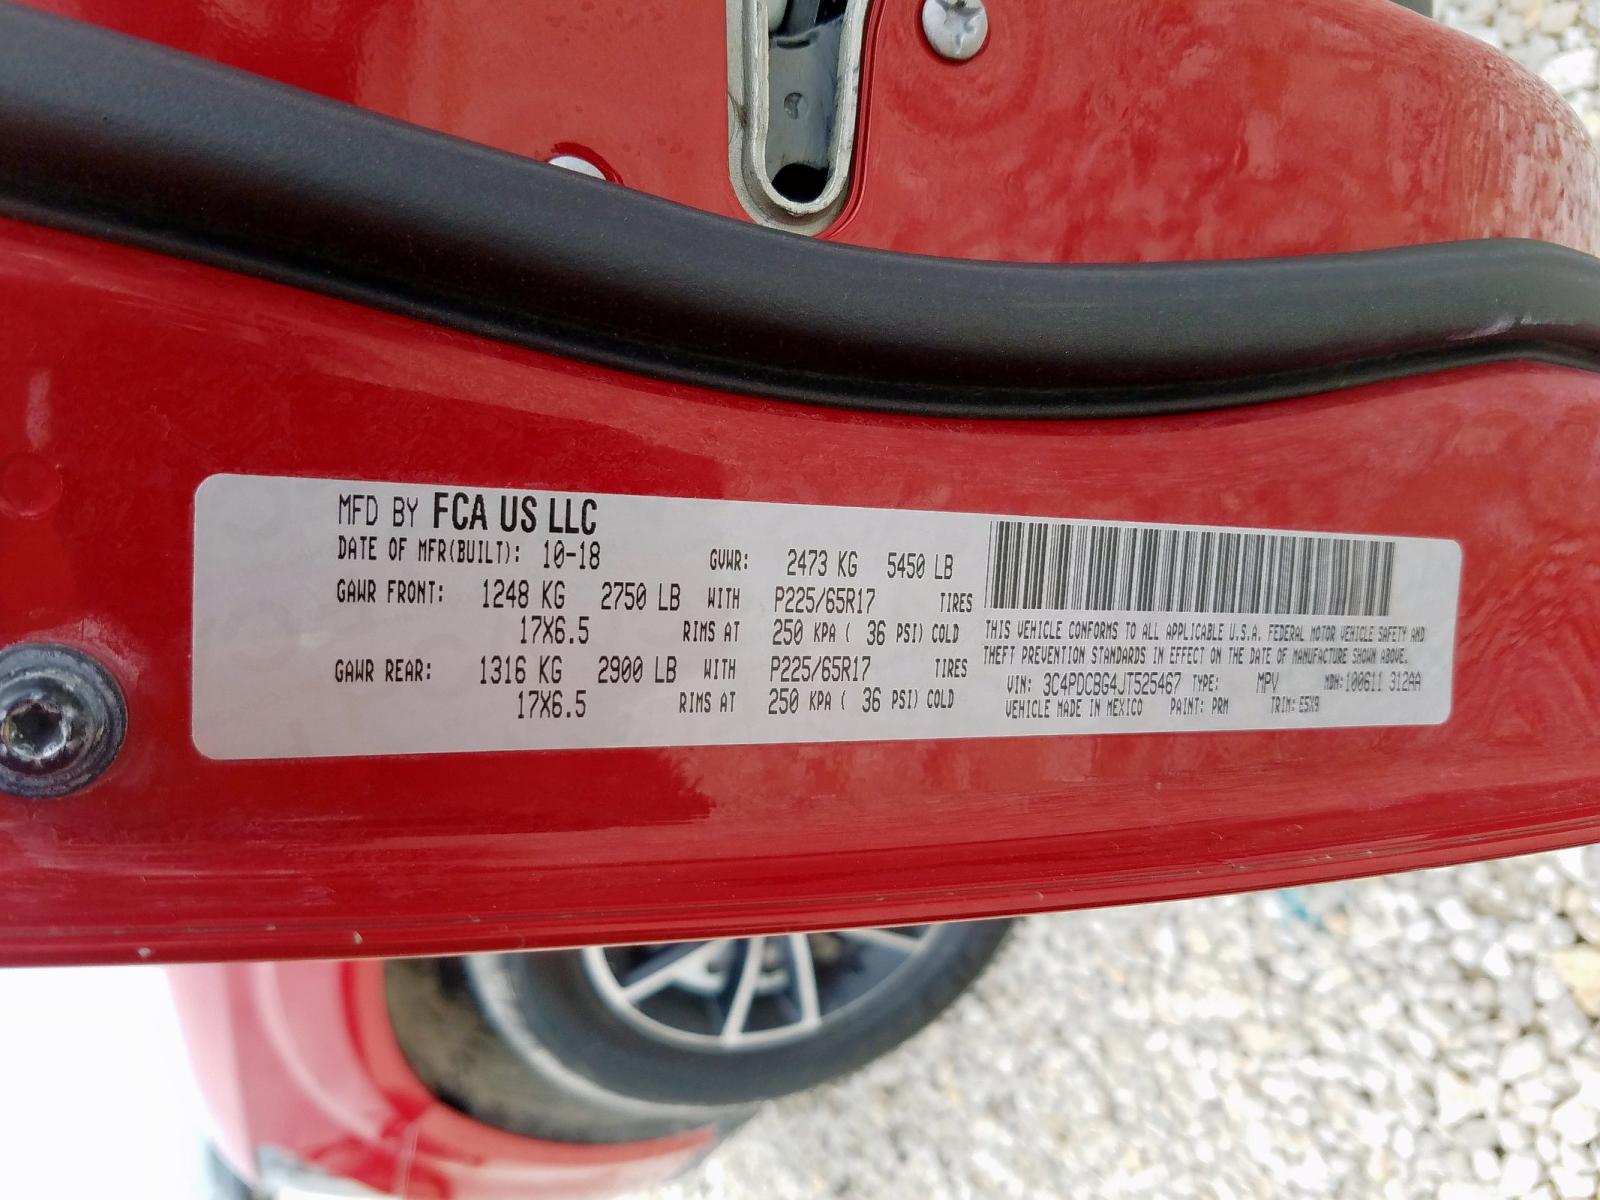 MFD BY FCA US LLC
DATE OF MFR(BUILT): 10-18 GVWR: 2473 KG 5450 LB
GAWR FRONT: 1248 KG 2750 LB WITH P225/65R17 TIRES
17X6.5 RIMS AT 250 KPA ( 36 PSI) COLD
GAWR REAR: 1316 KG 2900 LB WITH P225/65R17 TIRES
17X6.5 RIMS AT 250 KPA ( 36 PSI) COLD
THIS VEHICLE CONFORMS TO ALL APPLICABLE U.S.A. FEDERAL MOTOR VEHICLE SAFETY AND
THEFT PREVENTION STANDARDS IN EFFECT ON THE DATE OF MANUFACTURE SHOWN ABOVE.
VIN: 3C4PDCBG4JT525467 TYPE: MPV MDH:100611 312AA
VEHICLE MADE IN MEXICO PAINT: PRM TRIM: E5X9